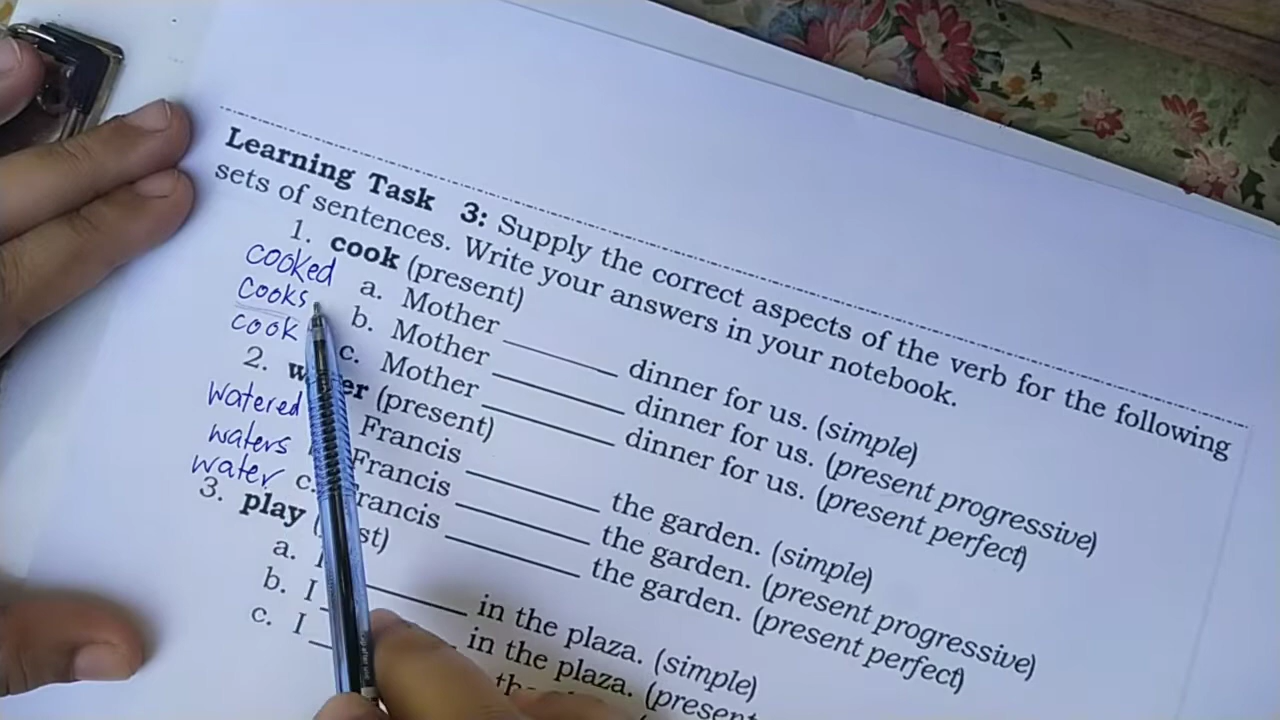 Learning Task 3: Supply the correct aspects of the verb for the following
sets of sentences. Write your answers in your notebook.
1. cook (present)
cooked a. Mother ______ dinner for us. (simple)
cooks b. Mother ______ dinner for us. (present progressive)
cook c. Mother ______ dinner for us. (present perfect)
2. (present)
watered Francis ______ the garden. (simple)
waters Francis ______ the garden. (present progressive)
water c. Francis ______ the garden. (present perfect)
3. play
a. ______ in the plaza. (simple)
b. I ______ in the plaza.
c. I